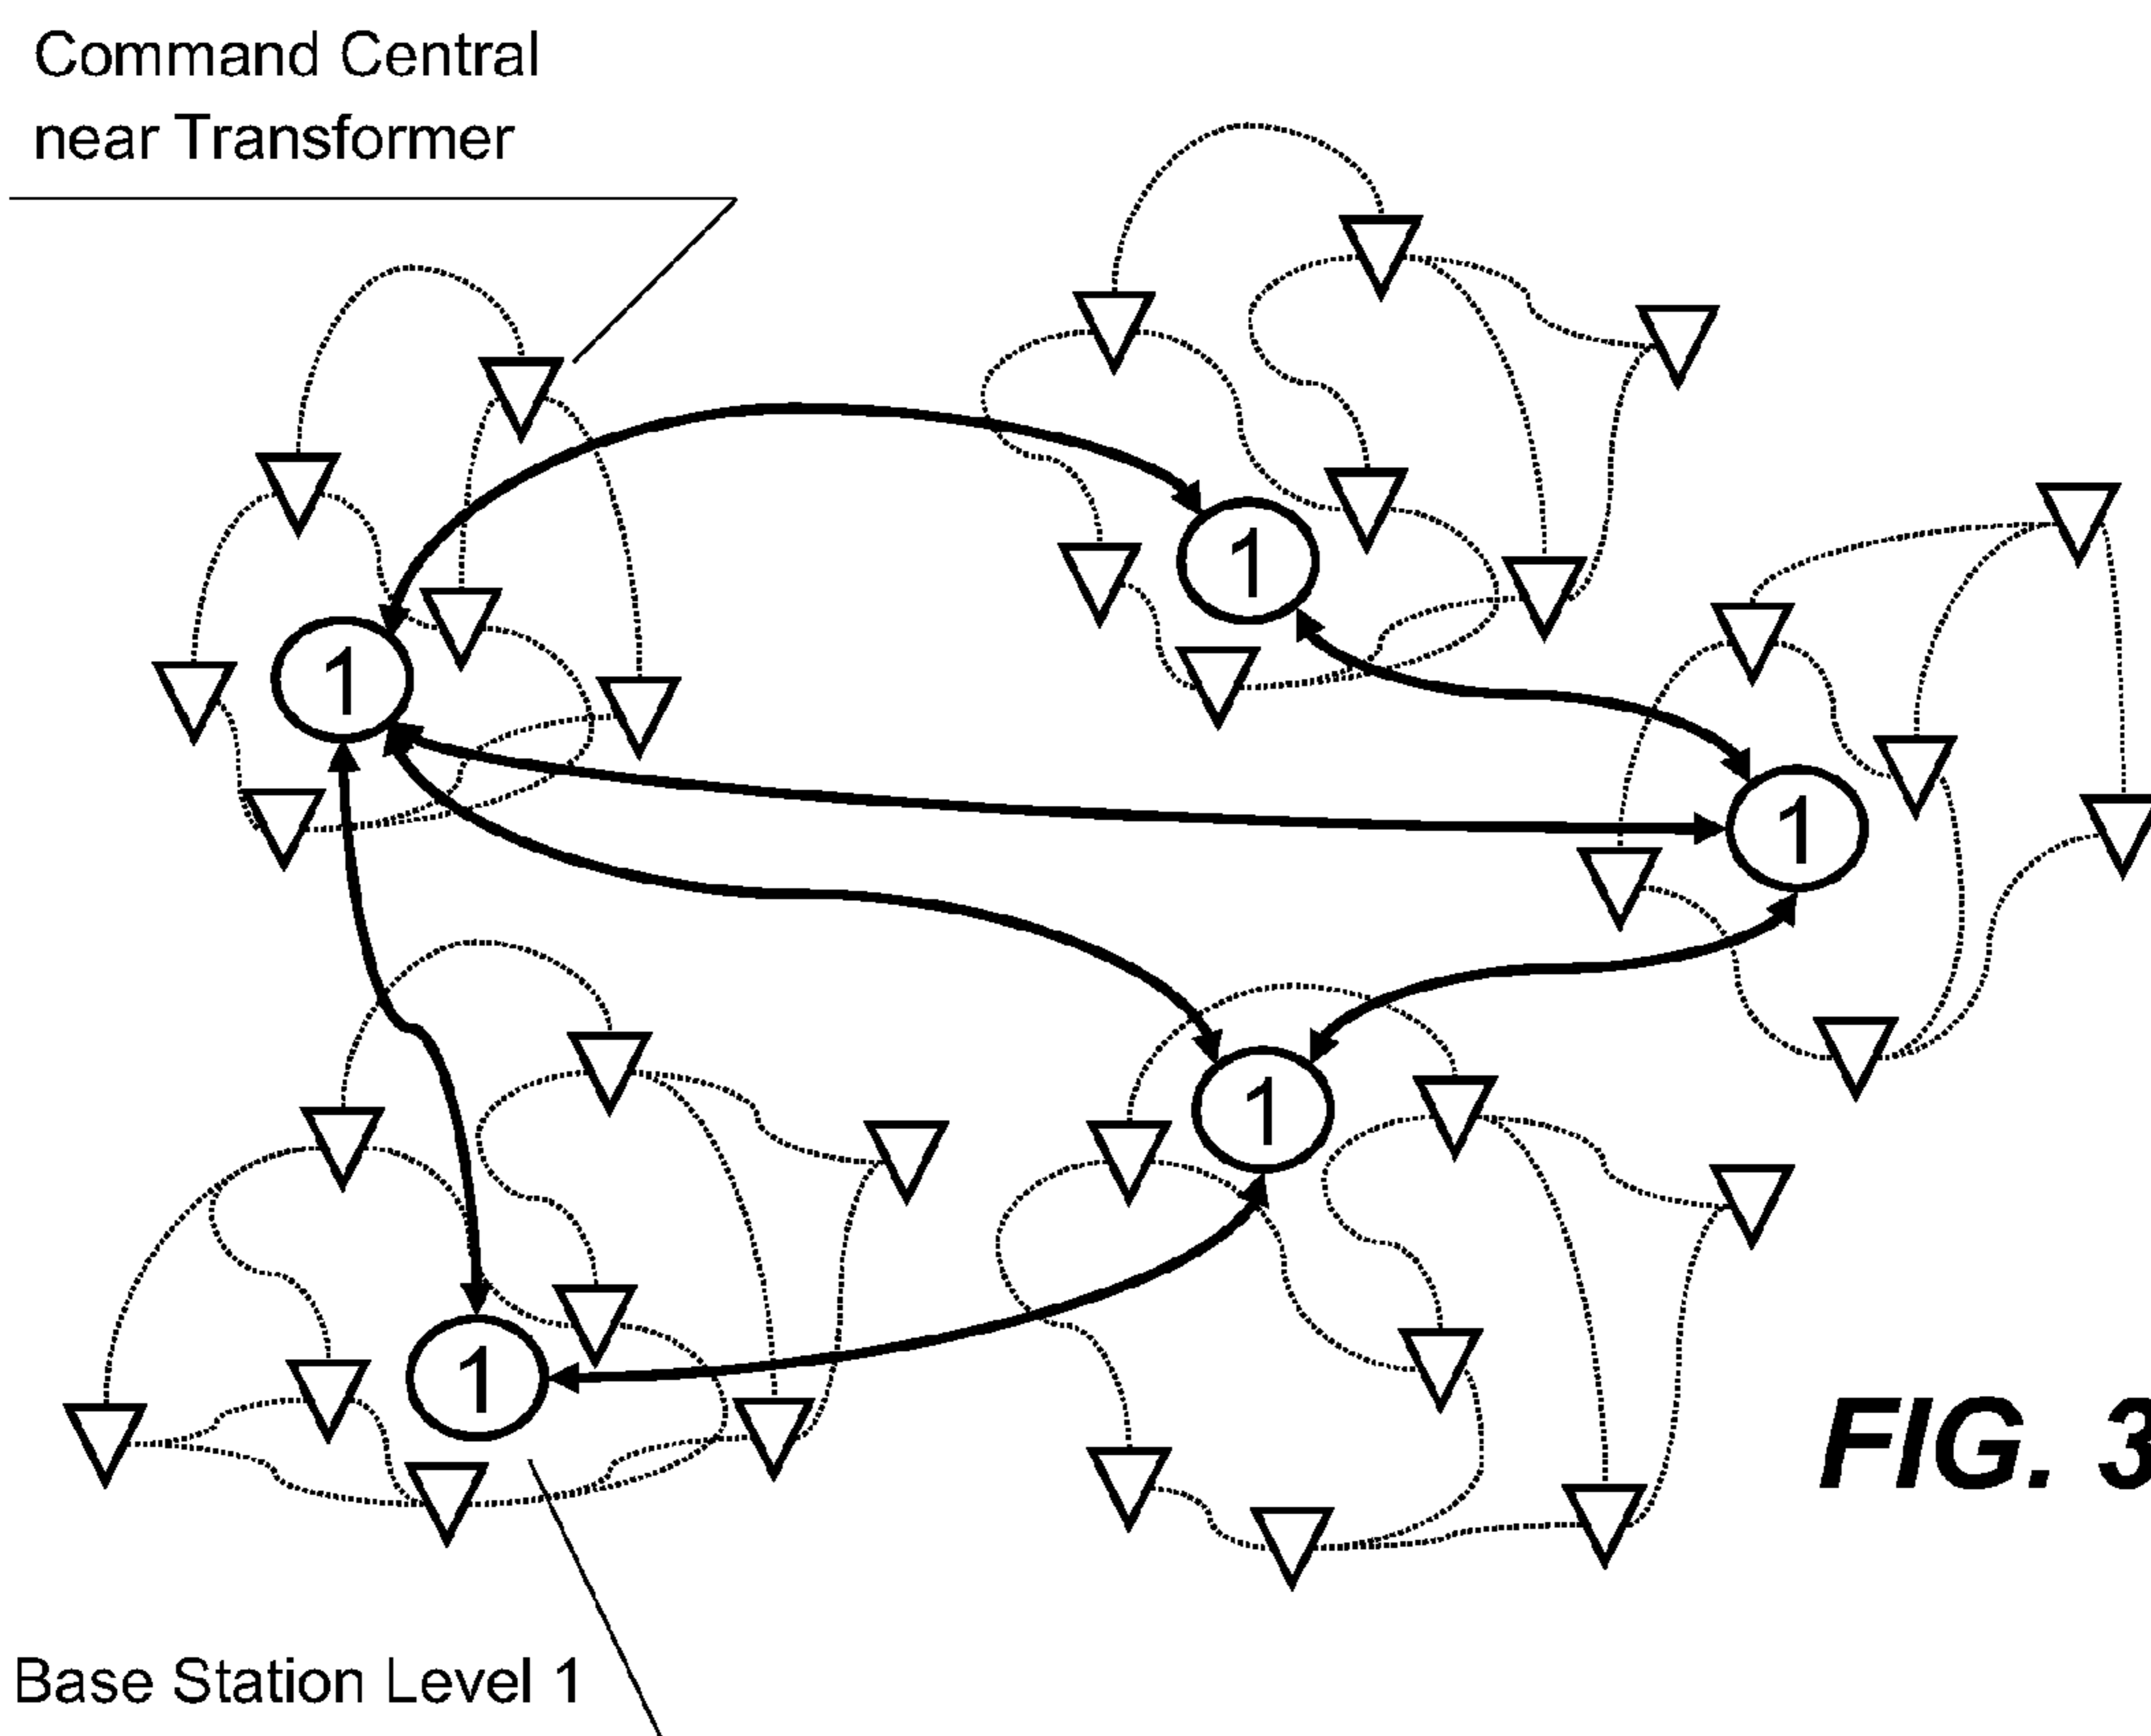 Command Central
near Transformer
1
1
1
1
1
FIG. 3
Base Station Level 1